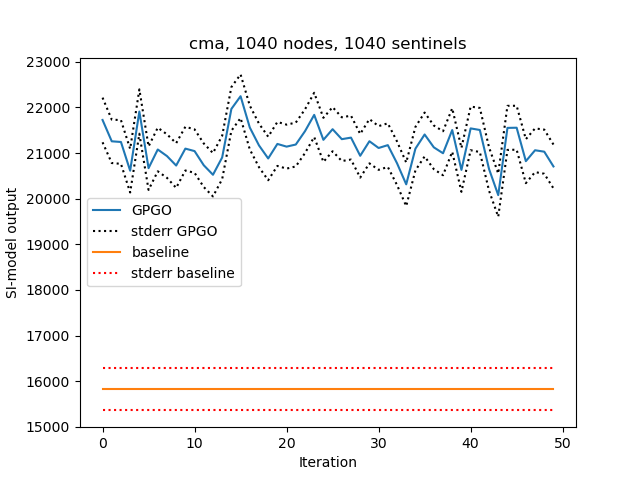 cma, 1040 nodes, 1040 sentinels
23000
22000
21000
20000
19000
18000
17000
16000
15000
SI-model output
GPGO
stderr GPGO
baseline
stderr baseline
0 10 20 30 40 50
Iteration